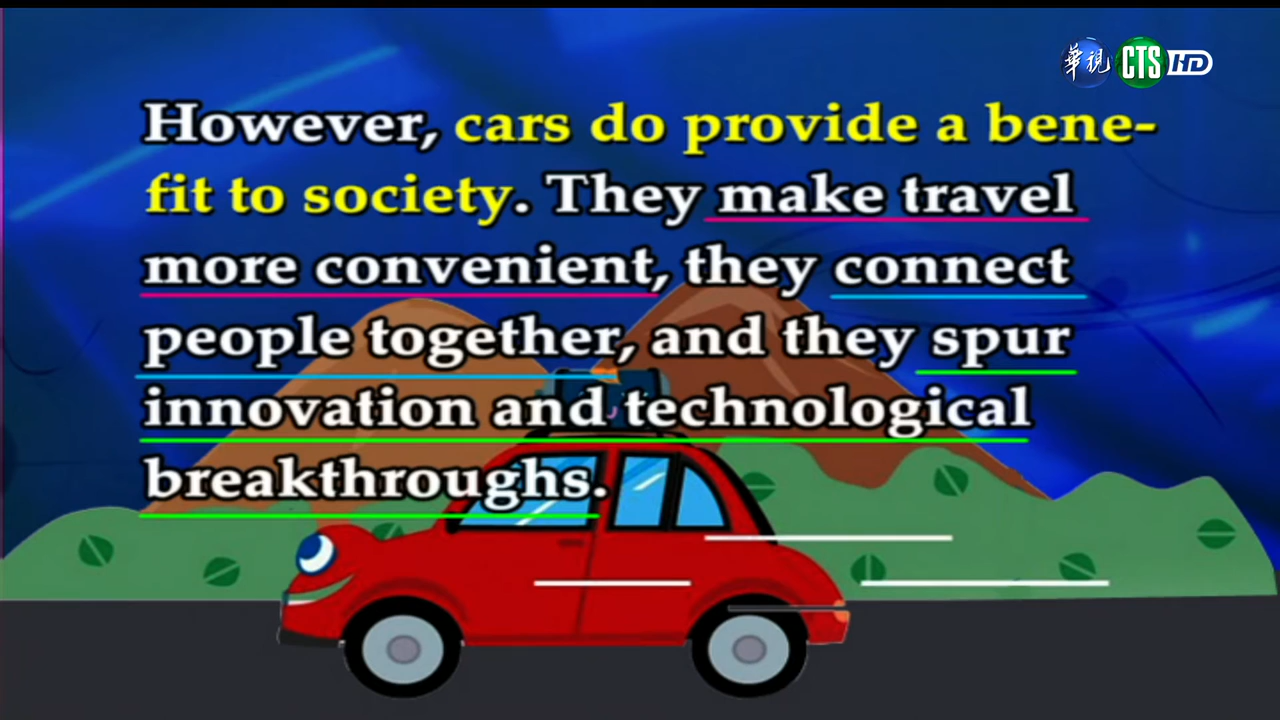 華視 CTS HD
However, cars do provide a bene-
fit to society. They make travel
more convenient, they connect
people together, and they spur
innovation and technological
breakthroughs.